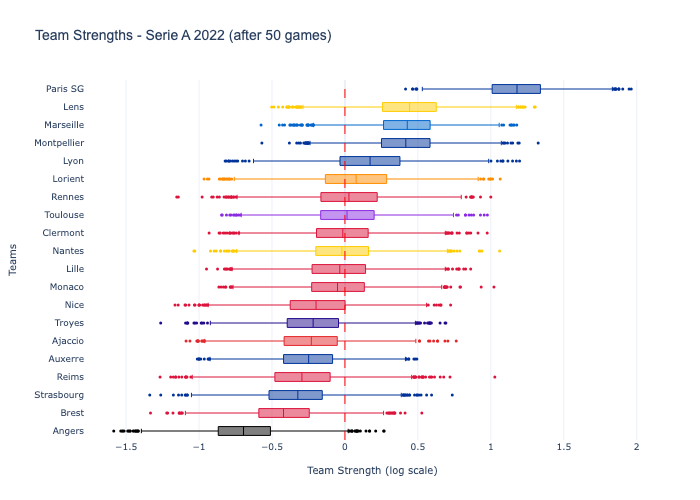 Team Strengths - Serie A 2022 (after 50 games)
Paris SG
Lens
Marseille
Montpellier
Lyon
Lorient
Rennes
Toulouse
Clermont
Nantes
Lille
Monaco
Nice
Troyes
Ajaccio
Auxerre
Reims
Strasbourg
Brest
Angers
Teams
−1.5 −1 −0.5 0 0.5 1 1.5 2
Team Strength (log scale)